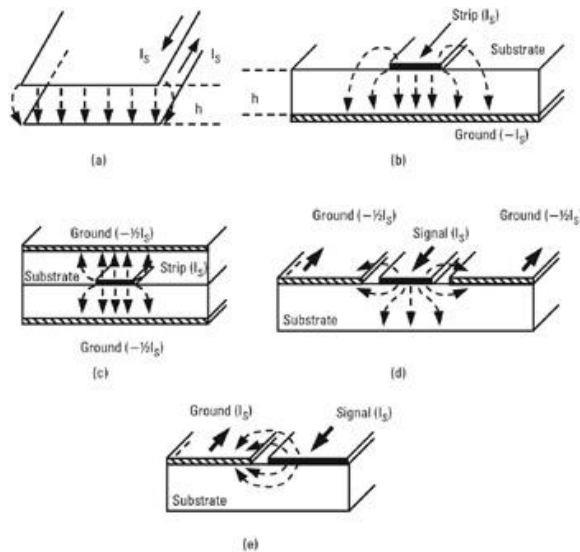 I_S
I_S
h
(a)
Strip (I_S)
Substrate
h
Ground (−I_S)
(b)
Ground (−½I_S)
Substrate
Strip (I_S)
Ground (−½I_S)
(c)
Ground (−½I_S)
Ground (−½I_S)
Signal (I_S)
Substrate
(d)
Ground (I_S)
Signal (I_S)
Substrate
(e)